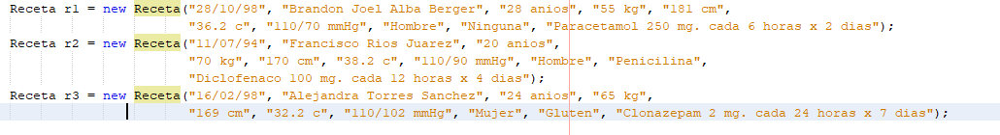 Receta r1 = new Receta("28/10/98", "Brandon Joel Alba Berger", "28 anios", "55 kg", "181 cm",
"36.2 c", "110/70 mmHg", "Hombre", "Ninguna", "Paracetamol 250 mg. cada 6 horas x 2 dias");
Receta r2 = new Receta("11/07/94", "Francisco Rios Juarez", "20 anios",
"70 kg", "170 cm", "38.2 c", "110/90 mmHg", "Hombre", "Penicilina",
"Diclofenaco 100 mg. cada 12 horas x 4 dias");
Receta r3 = new Receta("16/02/98", "Alejandra Torres Sanchez", "24 anios", "65 kg",
"169 cm", "32.2 c", "110/102 mmHg", "Mujer", "Gluten", "Clonazepam 2 mg. cada 24 horas x 7 dias");